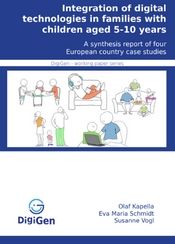 Integration of digital
technologies in families with
children aged 5-10 years
A synthesis report of four
European country case studies
DigiGen - working paper series
Olaf Kapella
Eva Maria Schmidt
Susanne Vogl
DigiGen